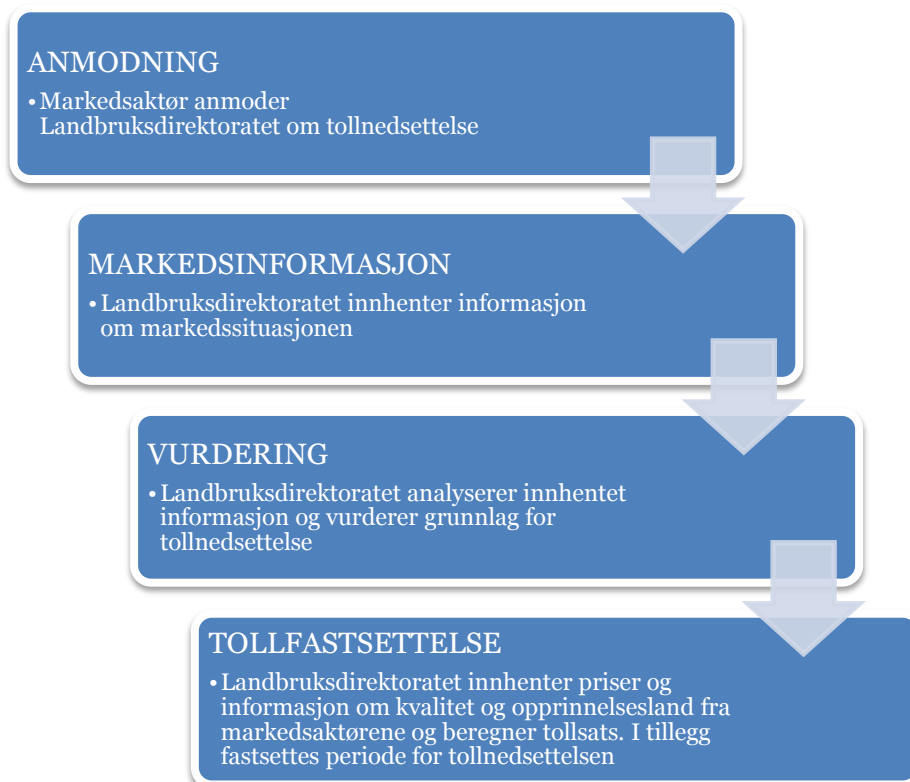 ANMODNING
• Markedsaktør anmoder
Landbruksdirektoratet om tollnedsettelse
MARKEDSINFORMASJON
• Landbruksdirektoratet innhenter informasjon
om markedssituasjonen
VURDERING
• Landbruksdirektoratet analyserer innhentet
informasjon og vurderer grunnlag for
tollnedsettelse
TOLLFASTSETTELSE
• Landbruksdirektoratet innhenter priser og
informasjon om kvalitet og opprinnelsesland fra
markedsaktørene og beregner tollsats. I tillegg
fastsettes periode for tollnedsettelsen